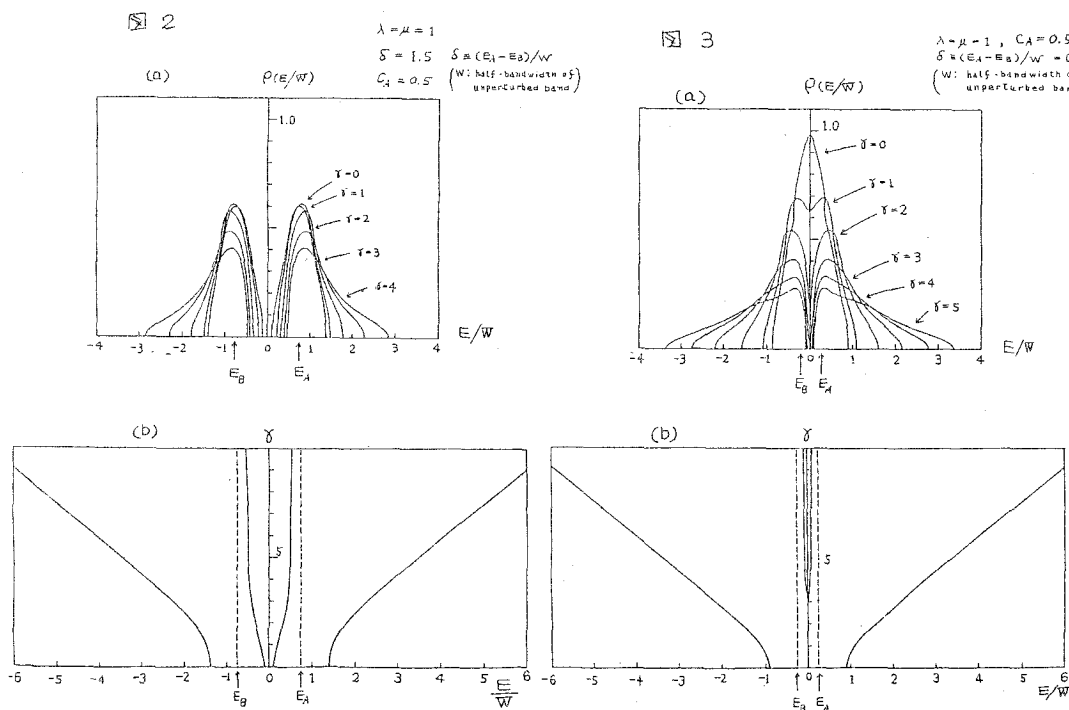 図 2
λ=μ=1
δ=1.5 δ≡(E_A-E_B)/W
C_A=0.5 (W: half-bandwidth of unperturbed band)
(a)
ρ(E/W)
1.0
γ=0
γ=1
γ=2
γ=3
γ=4
-4 -3 -2 -1 0 1 2 3 4 E/W
E_B E_A
(b)
γ
5
-6 -5 -4 -3 -2 -1 0 1 2 3 4 5 6
E_B E_A E/W
図 3
λ=μ=1, C_A=0.5
δ≡(E_A-E_B)/W =
(W: half-bandwidth
unperturbed
(a)
ρ(E/W)
1.0
γ=0
γ=1
γ=2
γ=3
γ=4
γ=5
-4 -3 -2 -1 0 1 2 3 4 E/W
E_B E_A
(b)
γ
5
-6 -5 -4 -3 -2 -1 0 1 2 3 4 5 6
E_B E_A E/W